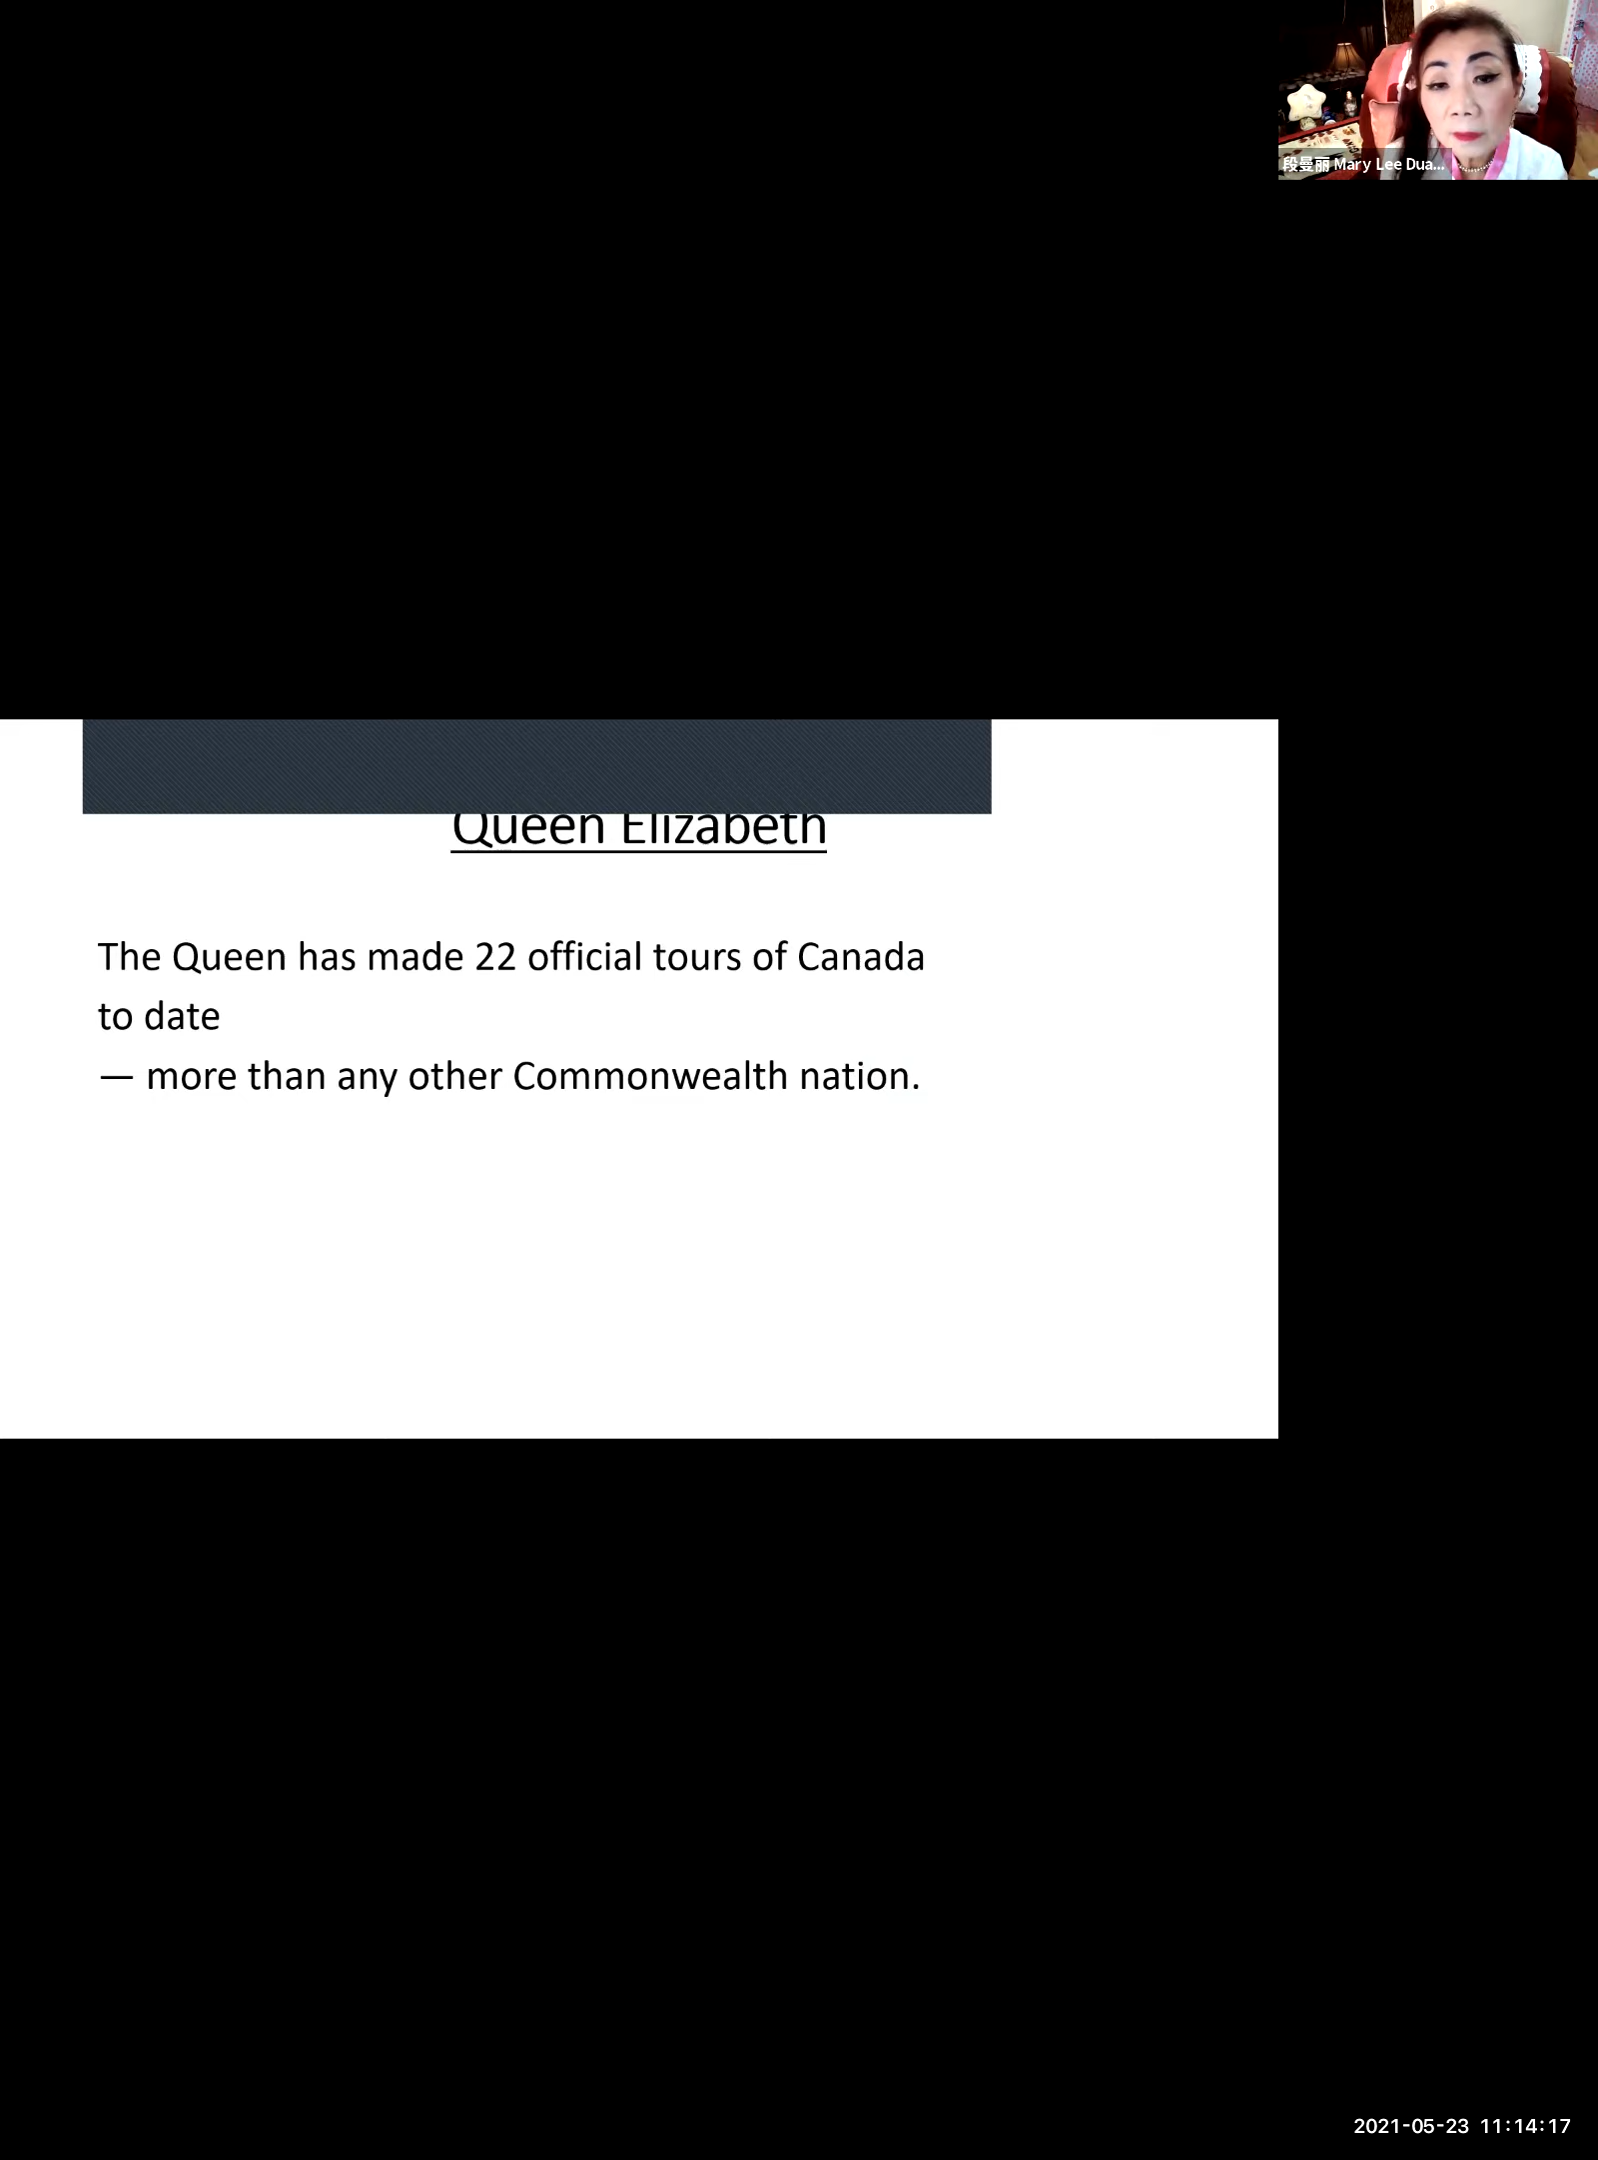 段曼丽 Mary Lee Dua...
Queen Elizabeth
The Queen has made 22 official tours of Canada
to date
— more than any other Commonwealth nation.
2021-05-23 11:14:17